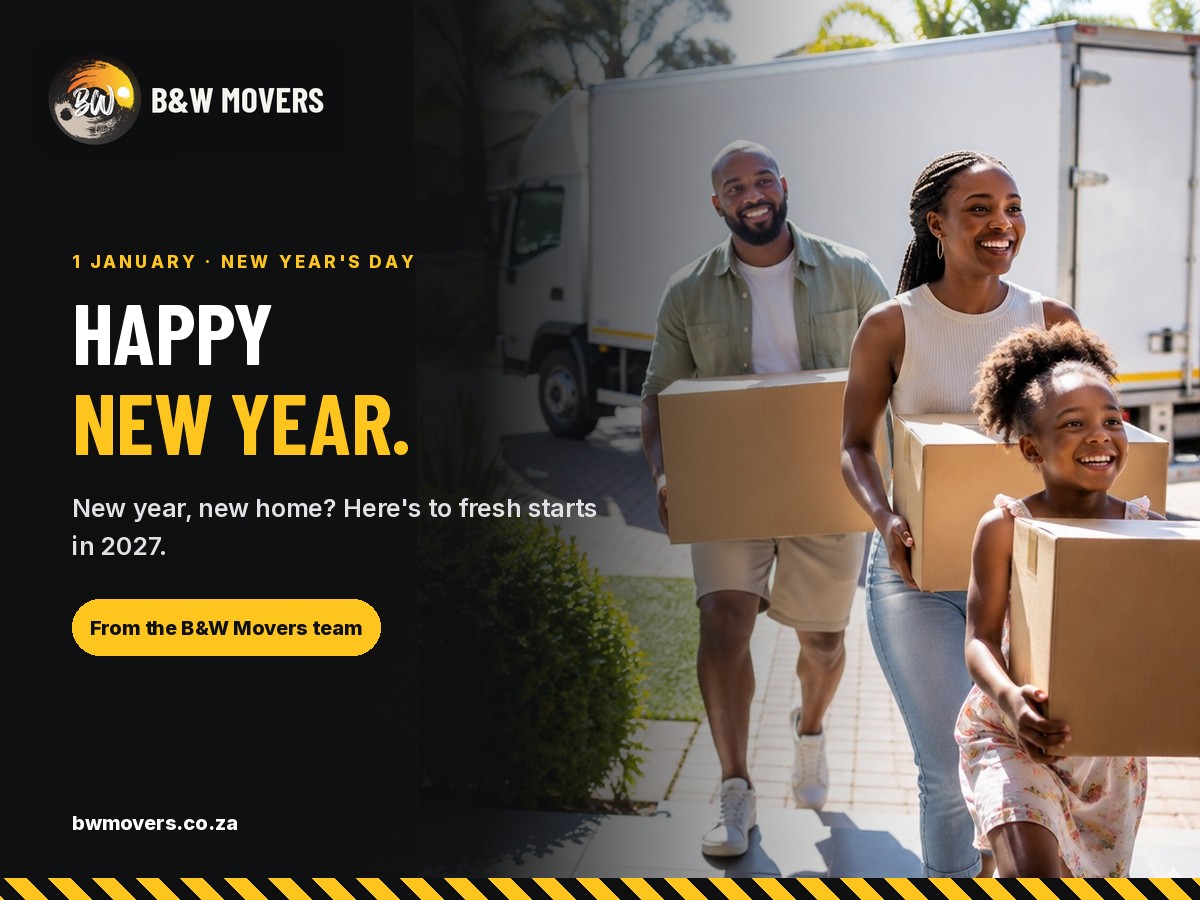 BW
B&W MOVERS
1 JANUARY · NEW YEAR'S DAY
HAPPY
NEW YEAR.
New year, new home? Here's to fresh starts
in 2027.
From the B&W Movers team
bwmovers.co.za